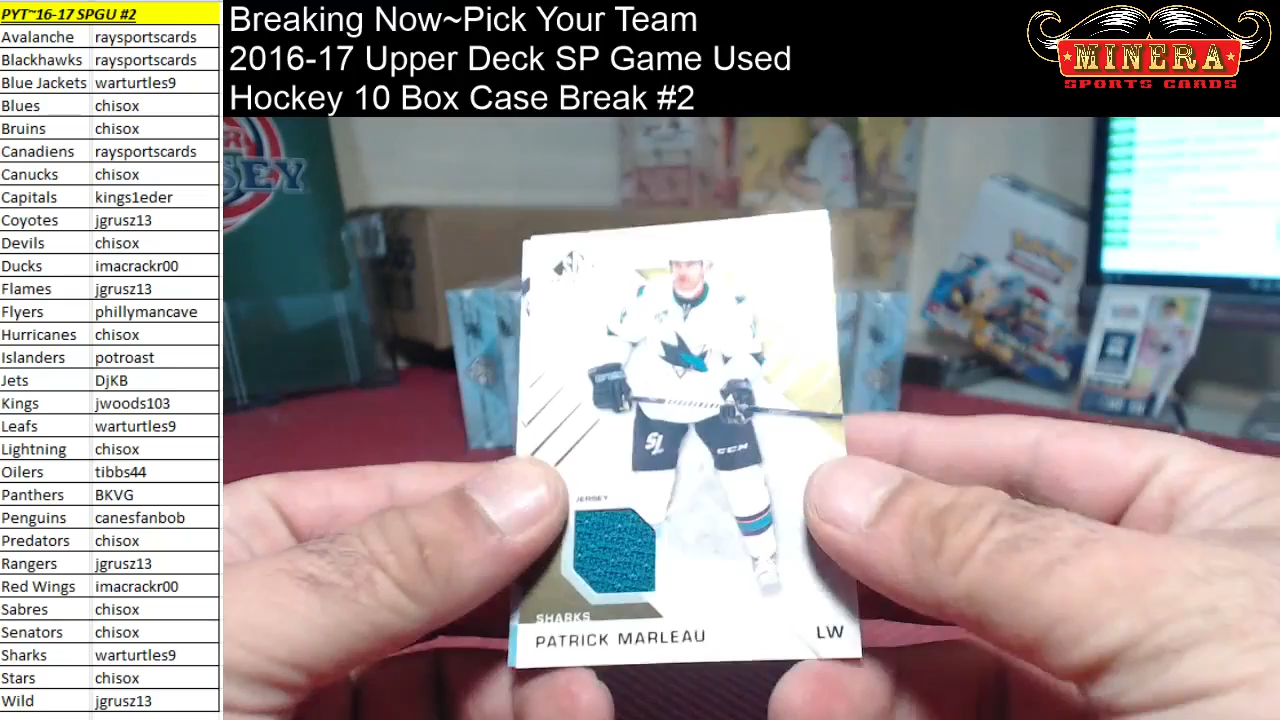 PYT~16-17 SPGU #2
Avalanche raysportscards
Blackhawks raysportscards
Blue Jackets warturtles9
Blues chisox
Bruins chisox
Canadiens raysportscards
Canucks chisox
Capitals kings1eder
Coyotes jgrusz13
Devils chisox
Ducks imacrackr00
Flames jgrusz13
Flyers phillymancave
Hurricanes chisox
Islanders potroast
Jets DjKB
Kings jwoods103
Leafs warturtles9
Lightning chisox
Oilers tibbs44
Panthers BKVG
Penguins canesfanbob
Predators chisox
Rangers jgrusz13
Red Wings imacrackr00
Sabres chisox
Senators chisox
Sharks warturtles9
Stars chisox
Wild jgrusz13
Breaking Now~Pick Your Team
2016-17 Upper Deck SP Game Used
Hockey 10 Box Case Break #2
MINERA
SPORTS CARDS
SEY
SP
SL
CCM
JERSEY
SHARKS
PATRICK MARLEAU LW